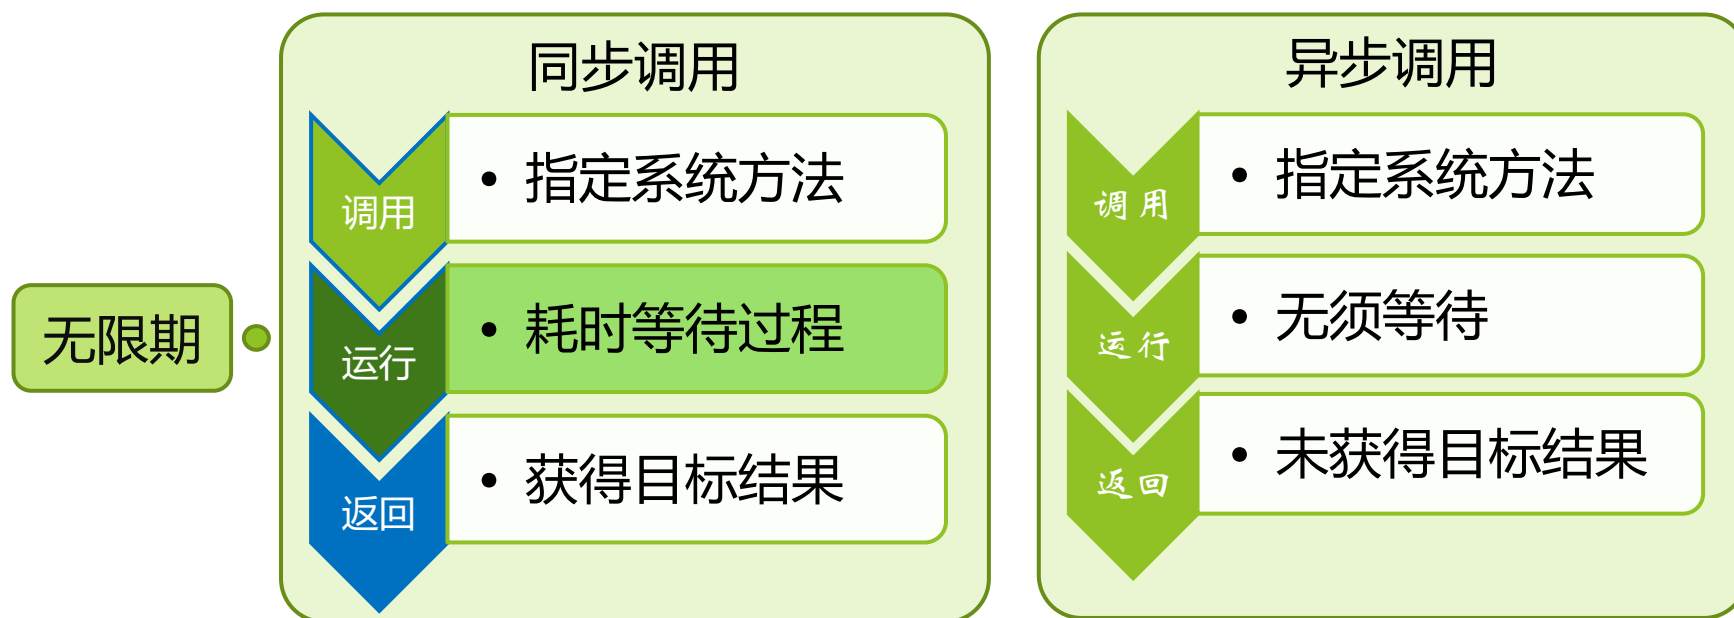 无限期
同步调用
调用
• 指定系统方法
运行
• 耗时等待过程
返回
• 获得目标结果
异步调用
调用
• 指定系统方法
运行
• 无须等待
返回
• 未获得目标结果